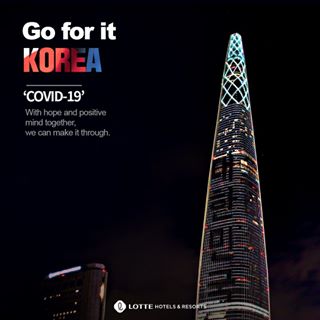 Go for it
KOREA
‘COVID-19’
With hope and positive
mind together,
we can make it through.
LOTTE HOTELS & RESORTS